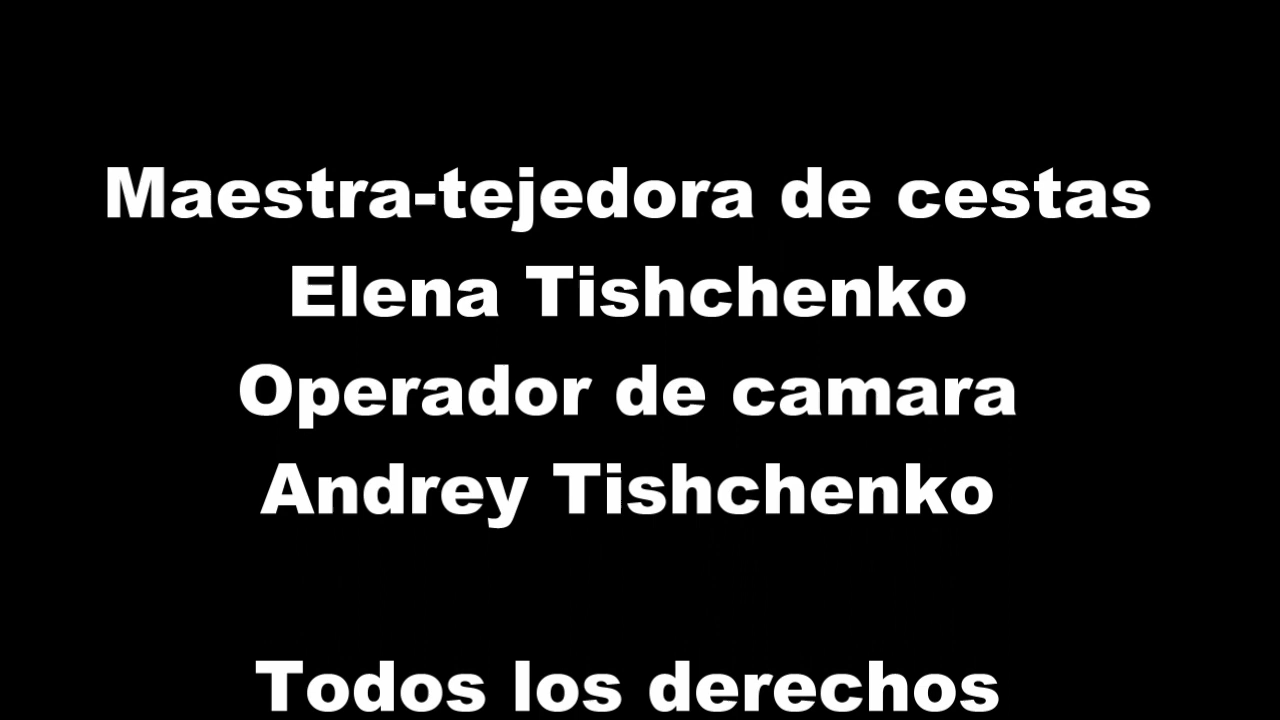 Maestra-tejedora de cestas
Elena Tishchenko
Operador de camara
Andrey Tishchenko
Todos los derechos